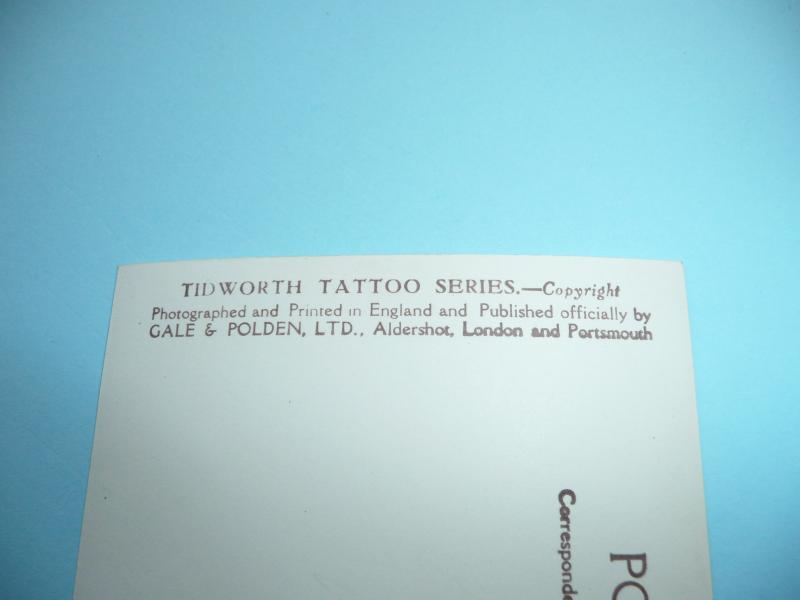 TIDWORTH TATTOO SERIES.—Copyright
Photographed and Printed in England and Published officially by
GALE & POLDEN, LTD., Aldershot, London and Portsmouth